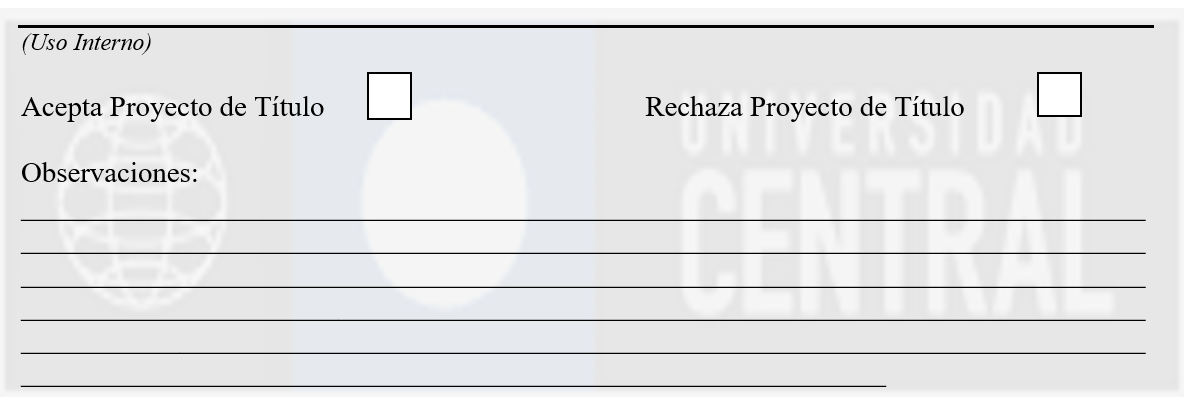 (Uso Interno)
Acepta Proyecto de Título Rechaza Proyecto de Título
Observaciones:
UNIVERSIDAD
CENTRAL